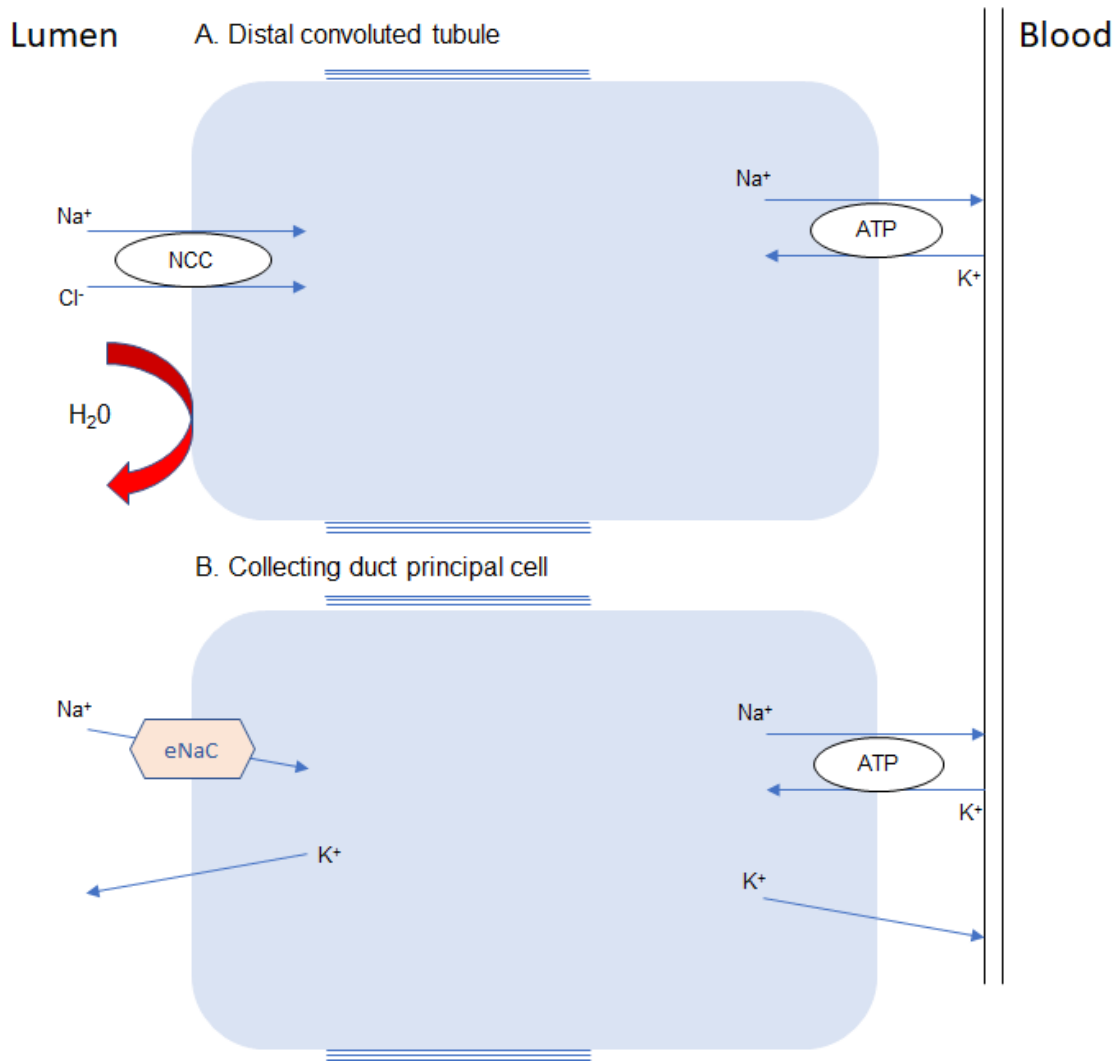 Lumen
A. Distal convoluted tubule
Blood
Na⁺
Na⁺
ATP
NCC
K⁺
Cl⁻
H₂0
B. Collecting duct principal cell
Na⁺
Na⁺
eNaC
ATP
K⁺
K⁺
K⁺